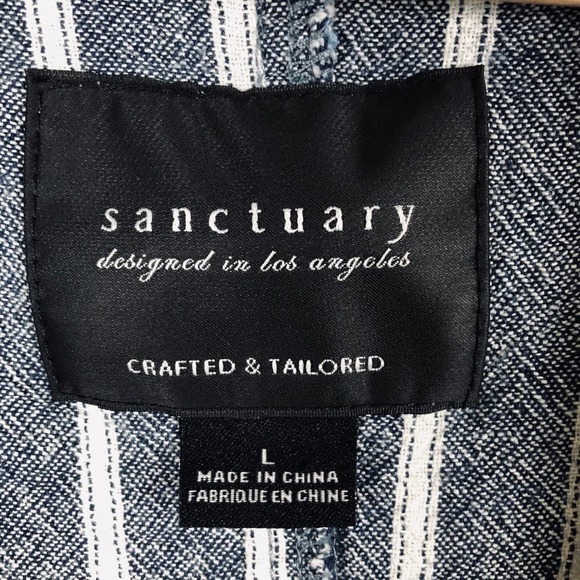 sanctuary
designed in los angeles
CRAFTED & TAILORED
L
MADE IN CHINA
FABRIQUE EN CHINE